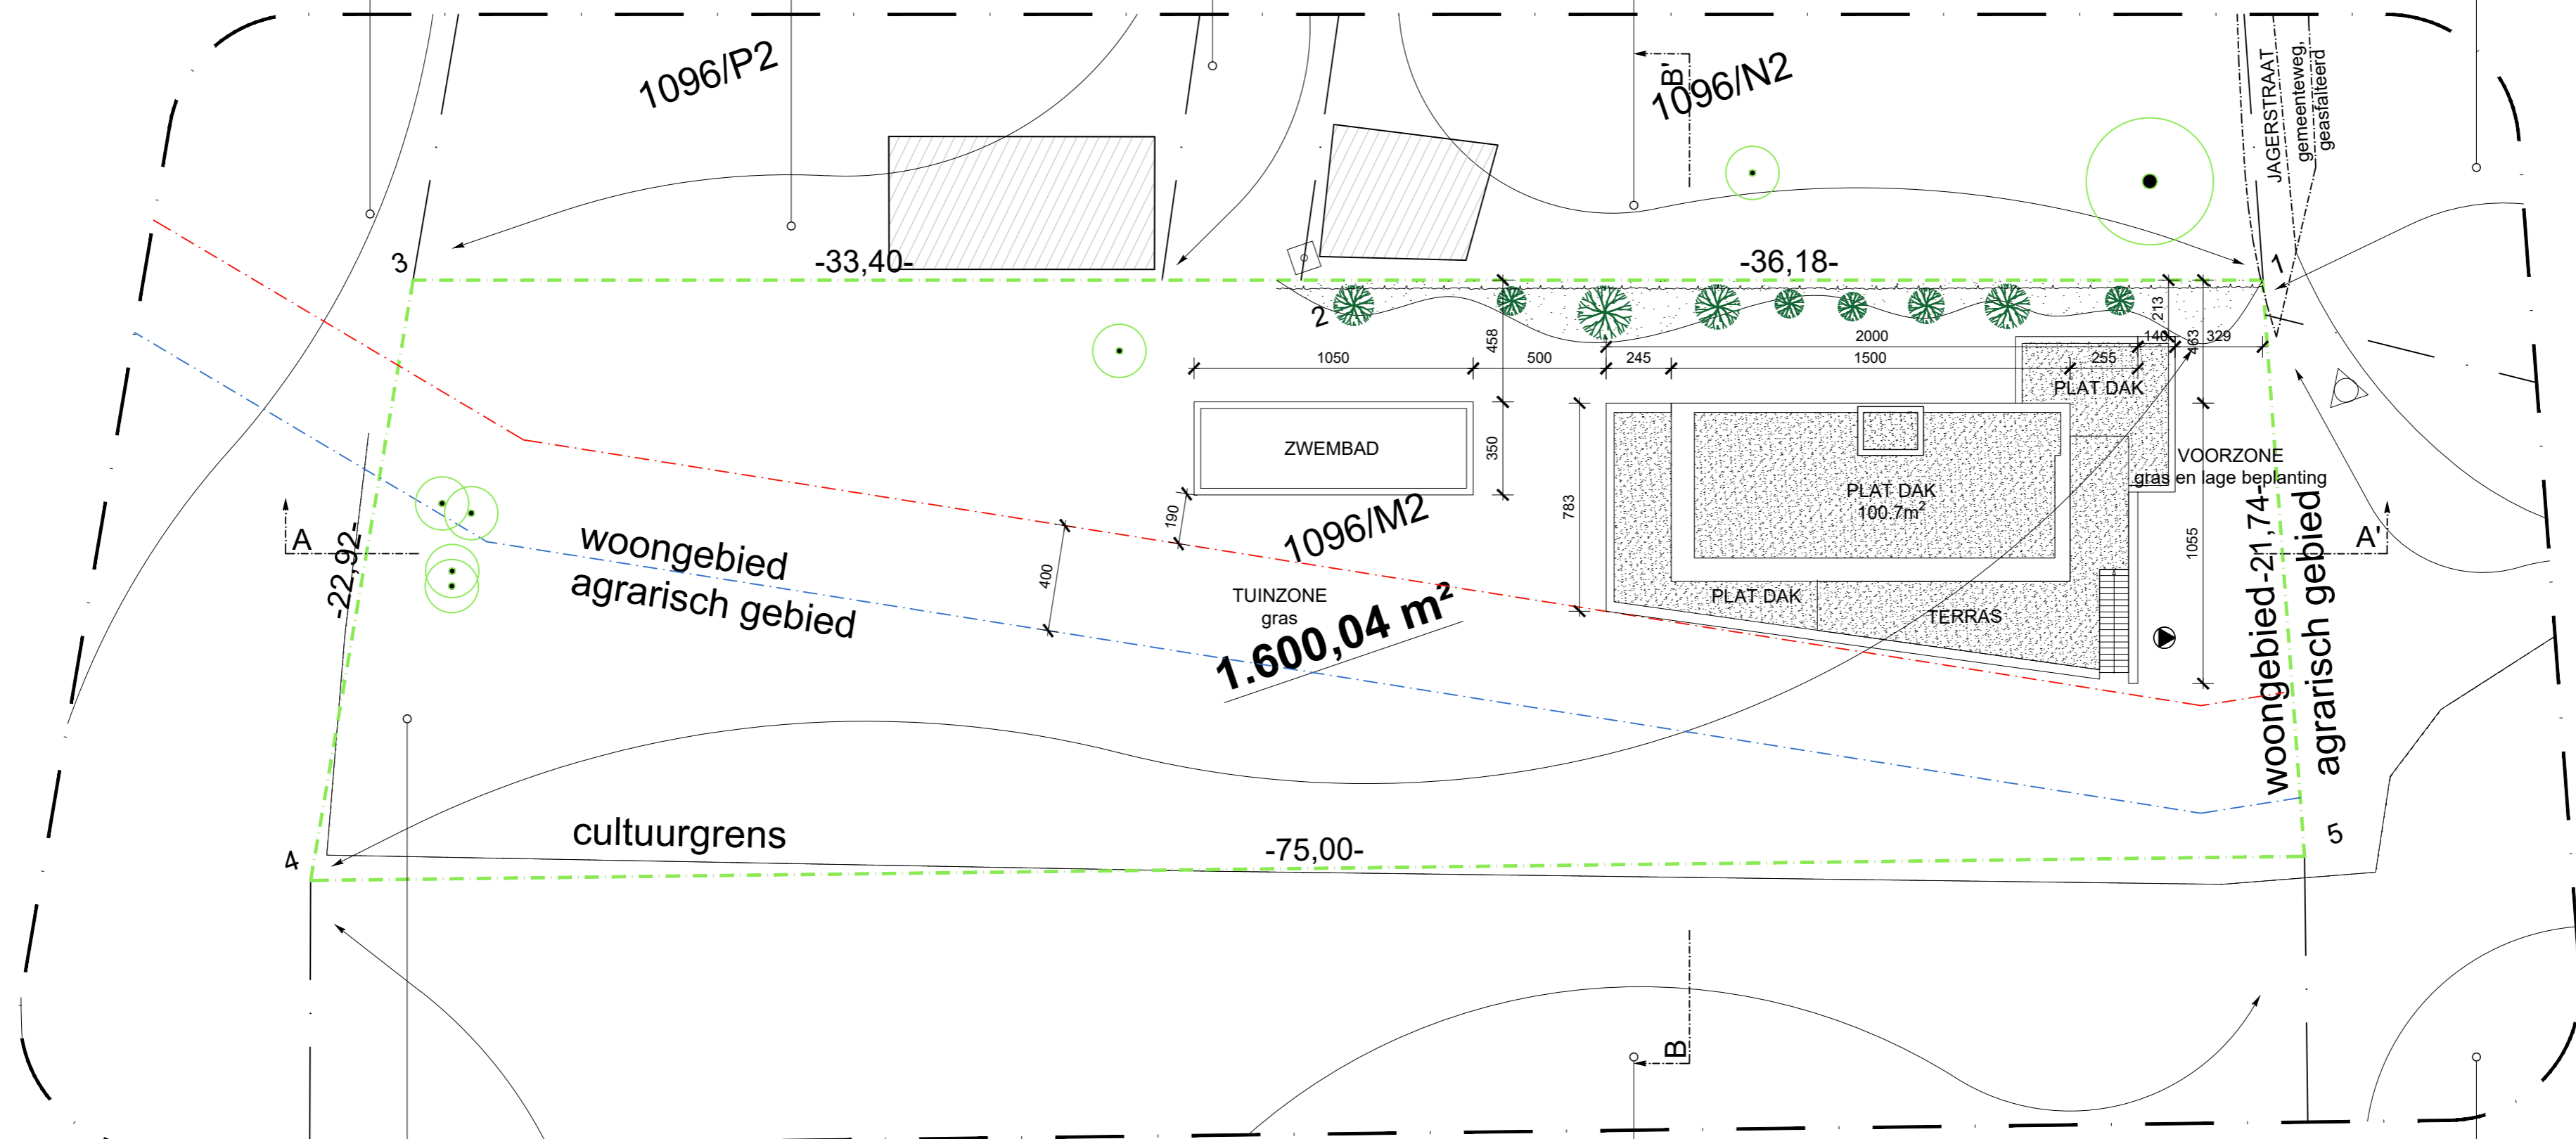 1096/P2
1096/N2
B'
JAGERSTRAAT
gemeenteweg,
geasfalteerd
3
-33,40-
-36,18-
1
2
213
463
329
140
2000
458
1050
500
245
1500
255
PLAT DAK
ZWEMBAD
350
783
PLAT DAK
100.7m²
VOORZONE
gras en lage beplanting
1055
190
1096/M2
A
-22,92-
woongebied
agrarisch gebied
400
TUINZONE
gras
1.600,04 m²
PLAT DAK
TERRAS
A'
woongebied-21,74-
agrarisch gebied
cultuurgrens
-75,00-
4
5
B